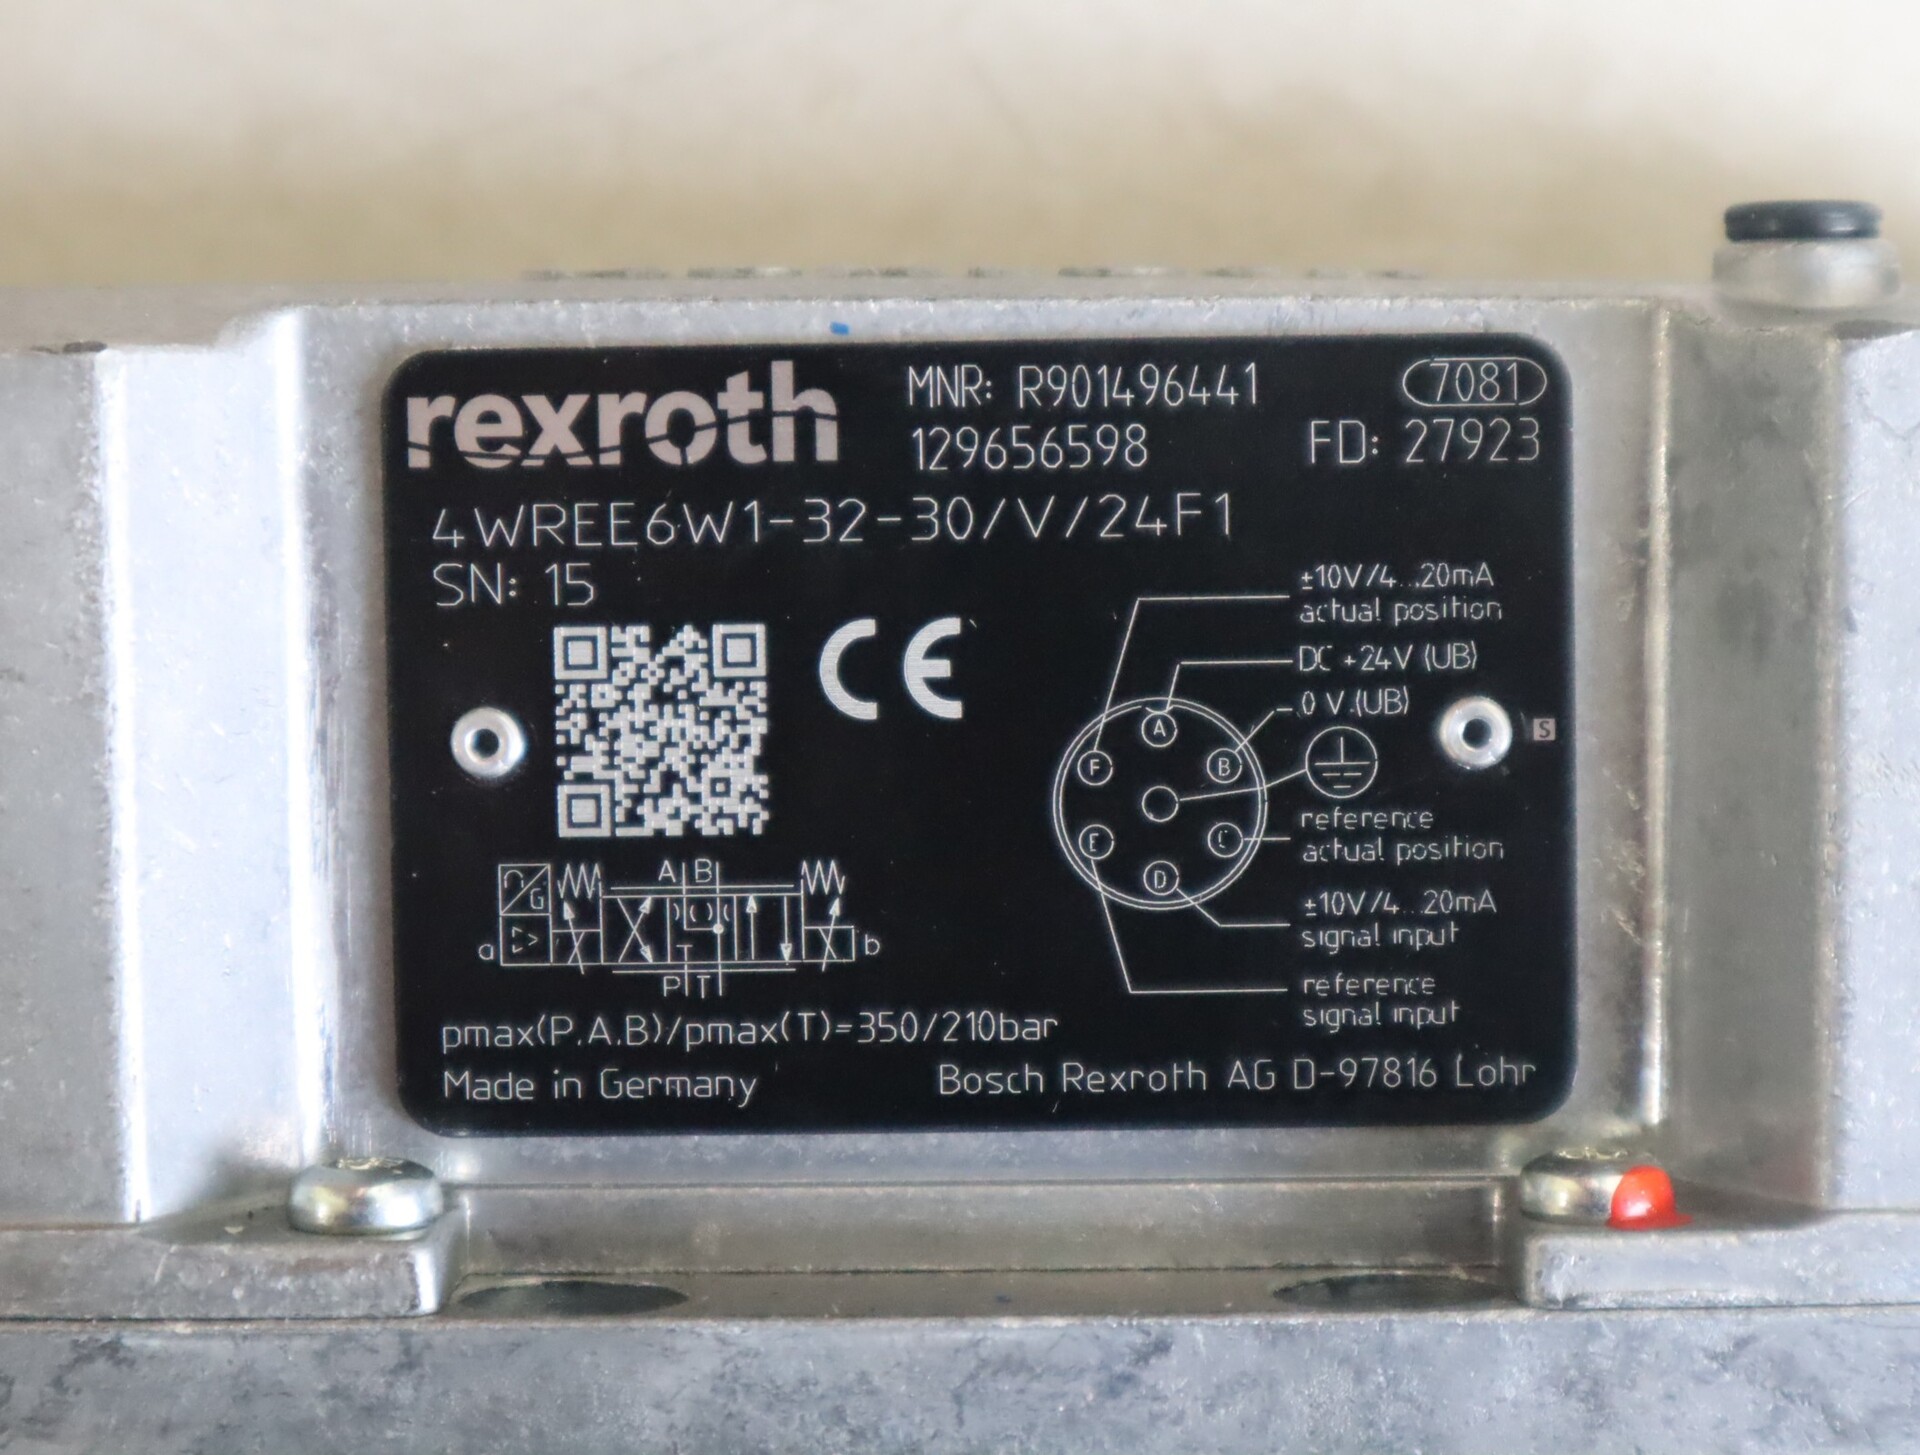 rexroth
MNR: R901496441
7081
129656598
FD: 27923
4WREE6W1-32-30/V/24F1
SN: 15
CE
±10V/4...20mA
actual position
DC +24V (UB)
0 V (UB)
A
F
B
S
E
C
D
reference
actual position
±10V/4...20mA
signal input
reference
signal input
A B
G
a
b
T
P T
pmax(P.A.B)/pmax(T)=350/210bar
Made in Germany
Bosch Rexroth AG D-97816 Lohr